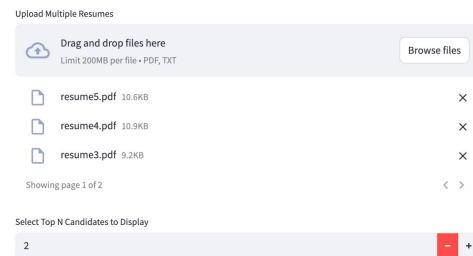 Upload Multiple Resumes
Drag and drop files here
Limit 200MB per file • PDF, TXT
Browse files
resume5.pdf 10.6KB
resume4.pdf 10.9KB
resume3.pdf 9.2KB
Showing page 1 of 2
Select Top N Candidates to Display
2